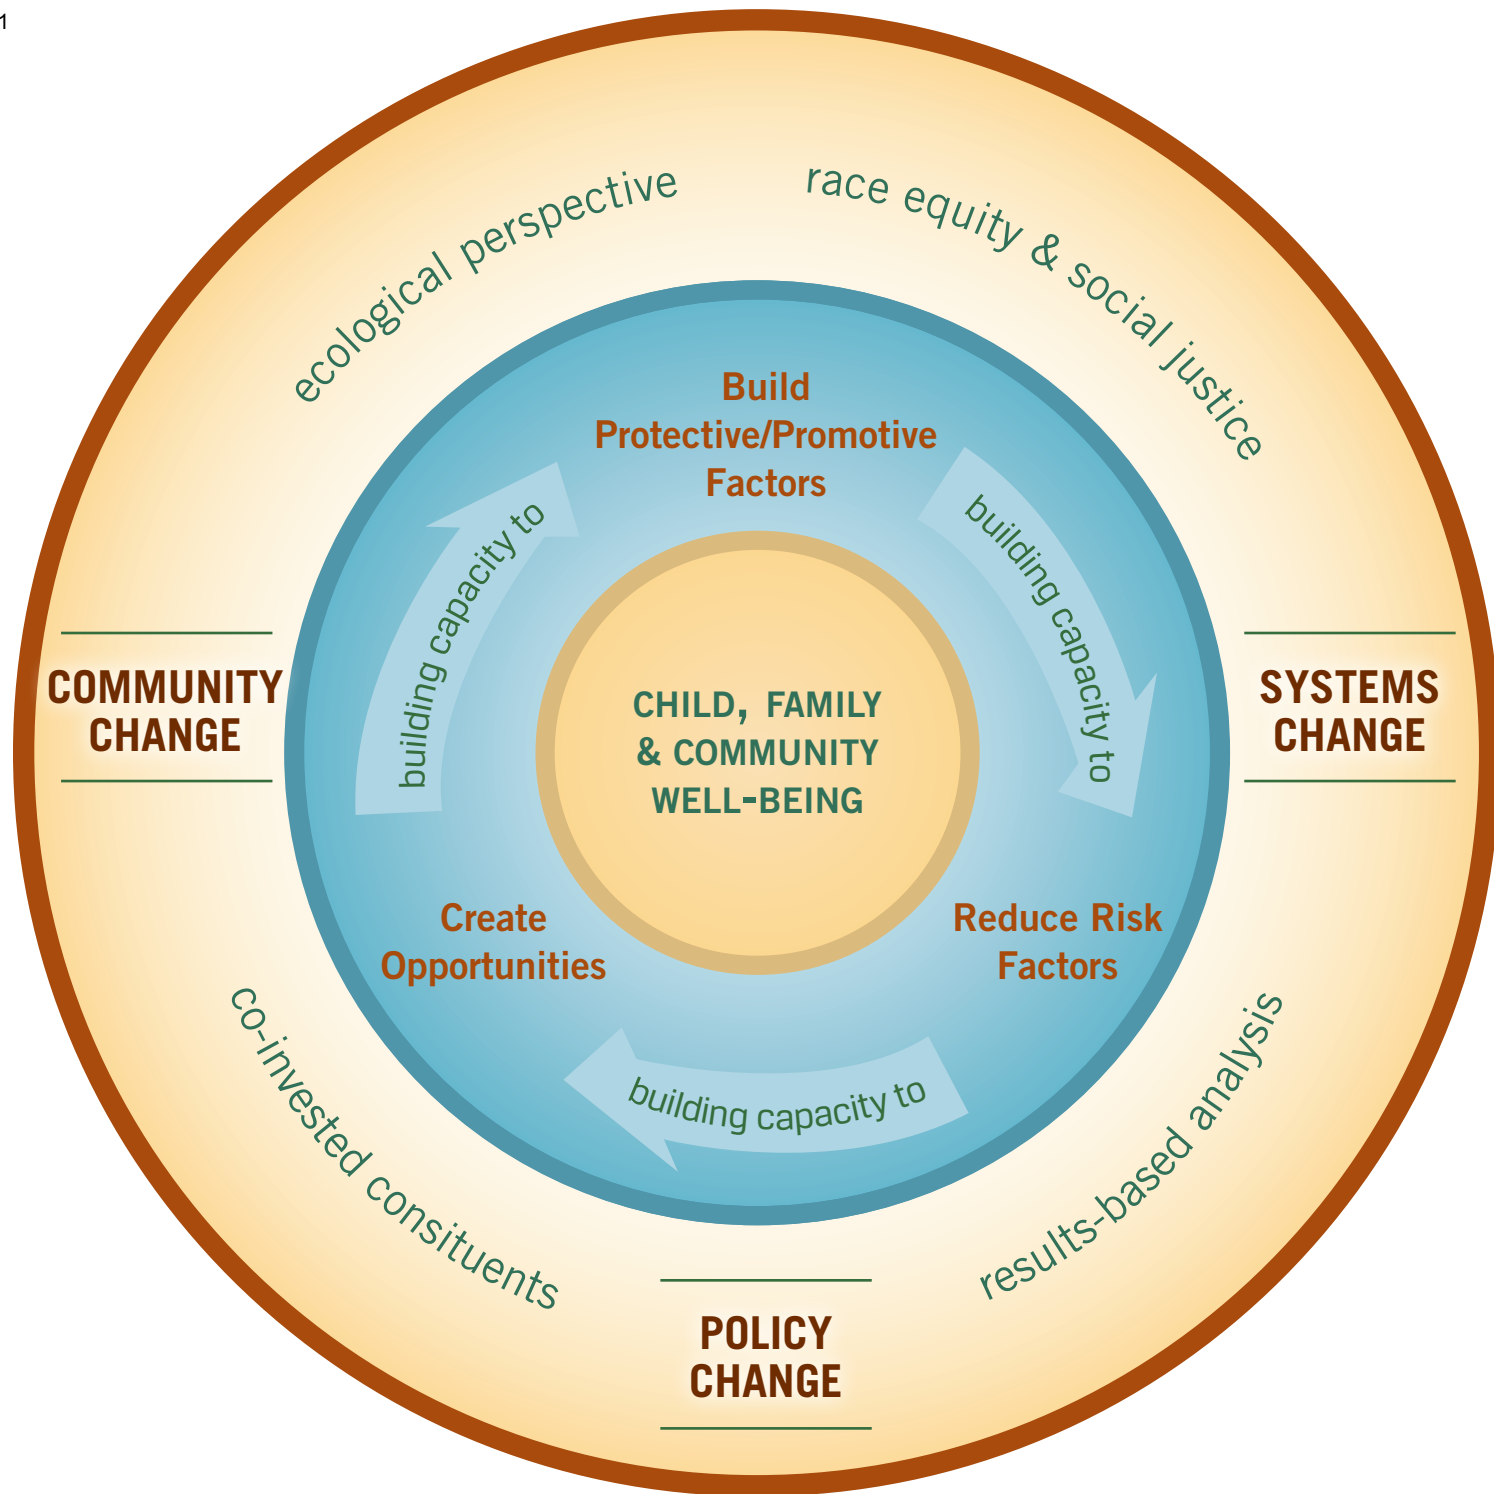 1
ecological perspective
race equity & social justice
Build
Protective/Promotive
Factors
building capacity to
building capacity to
COMMUNITY
CHANGE
CHILD, FAMILY
& COMMUNITY
WELL-BEING
SYSTEMS
CHANGE
Create
Opportunities
Reduce Risk
Factors
building capacity to
co-invested consituents
results-based analysis
POLICY
CHANGE